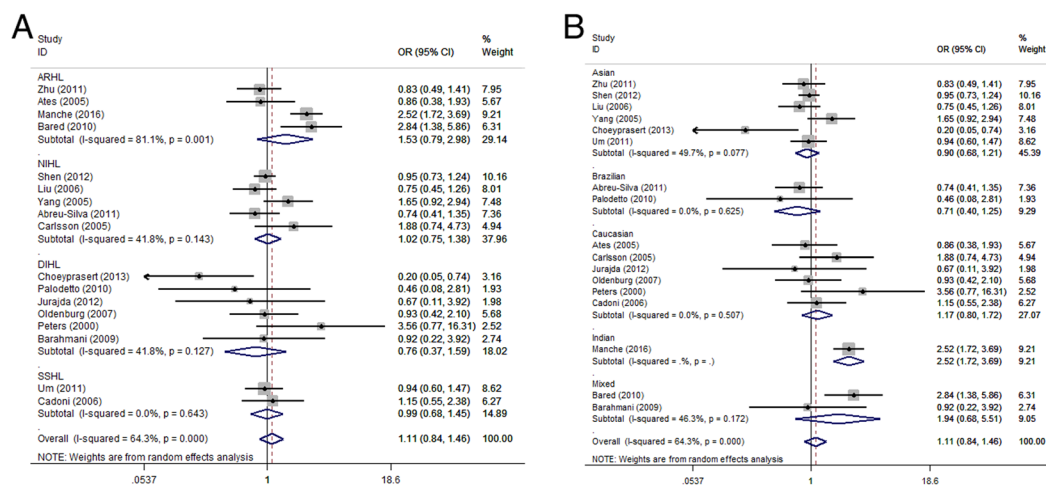 A
Study
%
ID
OR (95% CI)
Weight
ARHL
Zhu (2011) 0.83 (0.49, 1.41) 7.95
Ates (2005) 0.86 (0.38, 1.93) 5.67
Manche (2016) 2.52 (1.72, 3.69) 9.21
Bared (2010) 2.84 (1.38, 5.86) 6.31
Subtotal (I-squared = 81.1%, p = 0.001) 1.53 (0.79, 2.98) 29.14
.
NIHL
Shen (2012) 0.95 (0.73, 1.24) 10.16
Liu (2006) 0.75 (0.45, 1.26) 8.01
Yang (2005) 1.65 (0.92, 2.94) 7.48
Abreu-Silva (2011) 0.74 (0.41, 1.35) 7.36
Carlsson (2005) 1.88 (0.74, 4.73) 4.94
Subtotal (I-squared = 41.8%, p = 0.143) 1.02 (0.75, 1.38) 37.96
.
DIHL
Choeyprasert (2013) 0.20 (0.05, 0.74) 3.16
Palodetto (2010) 0.46 (0.08, 2.81) 1.93
Jurajda (2012) 0.67 (0.11, 3.92) 1.98
Oldenburg (2007) 0.93 (0.42, 2.10) 5.68
Peters (2000) 3.56 (0.77, 16.31) 2.52
Barahmani (2009) 0.92 (0.22, 3.92) 2.74
Subtotal (I-squared = 41.8%, p = 0.127) 0.76 (0.37, 1.59) 18.02
.
SSHL
Um (2011) 0.94 (0.60, 1.47) 8.62
Cadoni (2006) 1.15 (0.55, 2.38) 6.27
Subtotal (I-squared = 0.0%, p = 0.643) 0.99 (0.68, 1.45) 14.89
.
Overall (I-squared = 64.3%, p = 0.000) 1.11 (0.84, 1.46) 100.00
NOTE: Weights are from random effects analysis
.0537 1 18.6
B
Study
%
ID
OR (95% CI)
Weight
Asian
Zhu (2011) 0.83 (0.49, 1.41) 7.95
Shen (2012) 0.95 (0.73, 1.24) 10.16
Liu (2006) 0.75 (0.45, 1.26) 8.01
Yang (2005) 1.65 (0.92, 2.94) 7.48
Choeyprasert (2013) 0.20 (0.05, 0.74) 3.16
Um (2011) 0.94 (0.60, 1.47) 8.62
Subtotal (I-squared = 49.7%, p = 0.077) 0.90 (0.68, 1.21) 45.39
.
Brazilian
Abreu-Silva (2011) 0.74 (0.41, 1.35) 7.36
Palodetto (2010) 0.46 (0.08, 2.81) 1.93
Subtotal (I-squared = 0.0%, p = 0.625) 0.71 (0.40, 1.25) 9.29
.
Caucasian
Ates (2005) 0.86 (0.38, 1.93) 5.67
Carlsson (2005) 1.88 (0.74, 4.73) 4.94
Jurajda (2012) 0.67 (0.11, 3.92) 1.98
Oldenburg (2007) 0.93 (0.42, 2.10) 5.68
Peters (2000) 3.56 (0.77, 16.31) 2.52
Cadoni (2006) 1.15 (0.55, 2.38) 6.27
Subtotal (I-squared = 0.0%, p = 0.507) 1.17 (0.80, 1.72) 27.07
.
Indian
Manche (2016) 2.52 (1.72, 3.69) 9.21
Subtotal (I-squared = .%, p = .) 2.52 (1.72, 3.69) 9.21
.
Mixed
Bared (2010) 2.84 (1.38, 5.86) 6.31
Barahmani (2009) 0.92 (0.22, 3.92) 2.74
Subtotal (I-squared = 46.3%, p = 0.172) 1.94 (0.68, 5.51) 9.05
.
Overall (I-squared = 64.3%, p = 0.000) 1.11 (0.84, 1.46) 100.00
NOTE: Weights are from random effects analysis
.0537 1 18.6